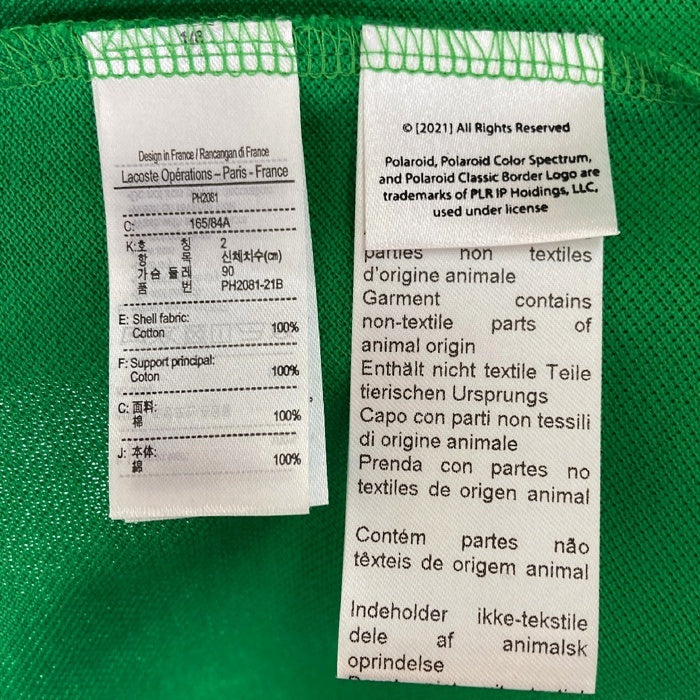 1/8
Design in France / Rancangan di France
Lacoste Opérations – Paris - France
PH2081
C: 165/84A
K: 호 칭 2
항 목 신체치수(cm)
가슴 둘레 90
품 번 PH2081-21B
E: Shell fabric:
Cotton 100%
F: Support principal:
Coton 100%
C: 面料:
棉 100%
J: 本体:
綿 100%
© [2021] All Rights Reserved
Polaroid, Polaroid Color Spectrum,
and Polaroid Classic Border Logo are
trademarks of PLR IP Holdings, LLC,
used under license
parties non textiles
d'origine animale
Garment contains
non-textile parts of
animal origin
Enthält nicht textile Teile
tierischen Ursprungs
Capo con parti non tessili
di origine animale
Prenda con partes no
textiles de origen animal
Contém partes não
têxteis de origem animal
Indeholder ikke-tekstile
dele af animalsk
oprindelse